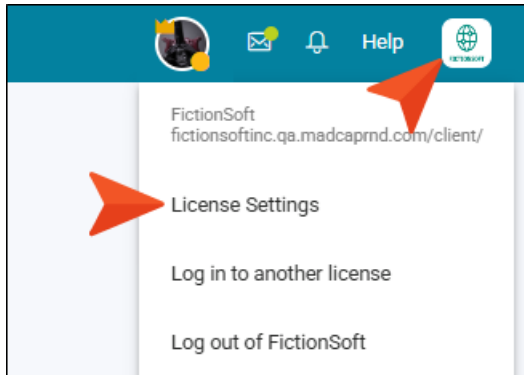 Help
FICTIONSOFT
FictionSoft
fictionsoftinc.qa.madcaprnd.com/client/
License Settings
Log in to another license
Log out of FictionSoft